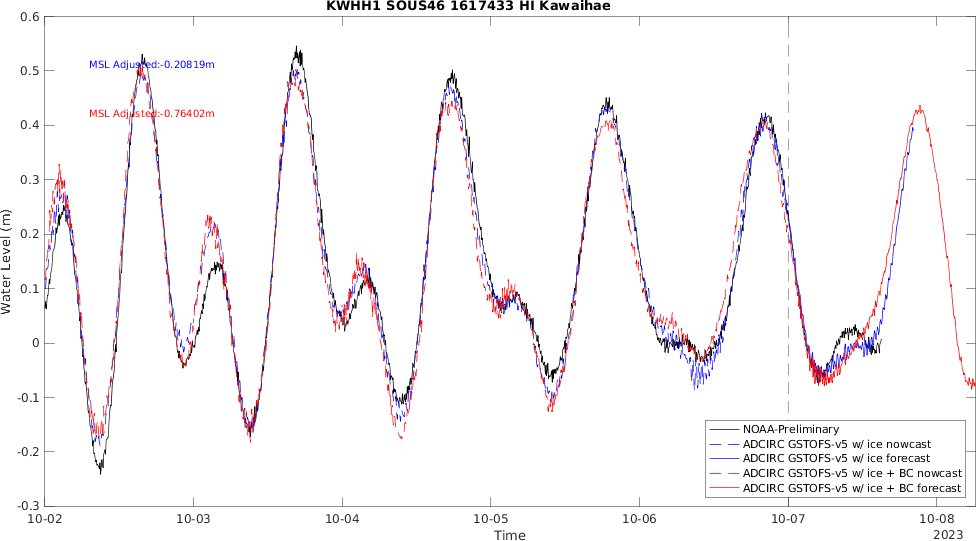 KWHH1 SOUS46 1617433 HI Kawaihae
0.6
0.5
0.4
0.3
0.2
0.1
0
-0.1
-0.2
-0.3
Water Level (m)
MSL Adjusted:-0.20819m
MSL Adjusted:-0.76402m
NOAA-Preliminary
ADCIRC GSTOFS-v5 w/ ice nowcast
ADCIRC GSTOFS-v5 w/ ice forecast
ADCIRC GSTOFS-v5 w/ ice + BC nowcast
ADCIRC GSTOFS-v5 w/ ice + BC forecast
10-02 10-03 10-04 10-05 10-06 10-07 10-08
Time
2023